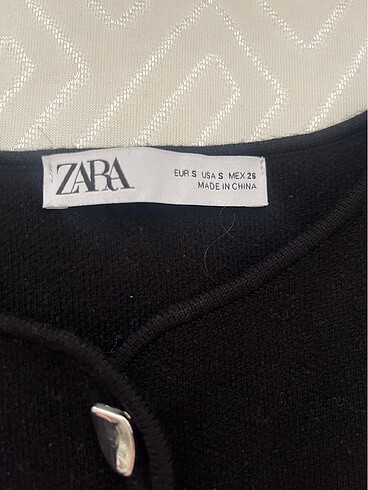 ZARA
EUR S USA S MEX 26
MADE IN CHINA